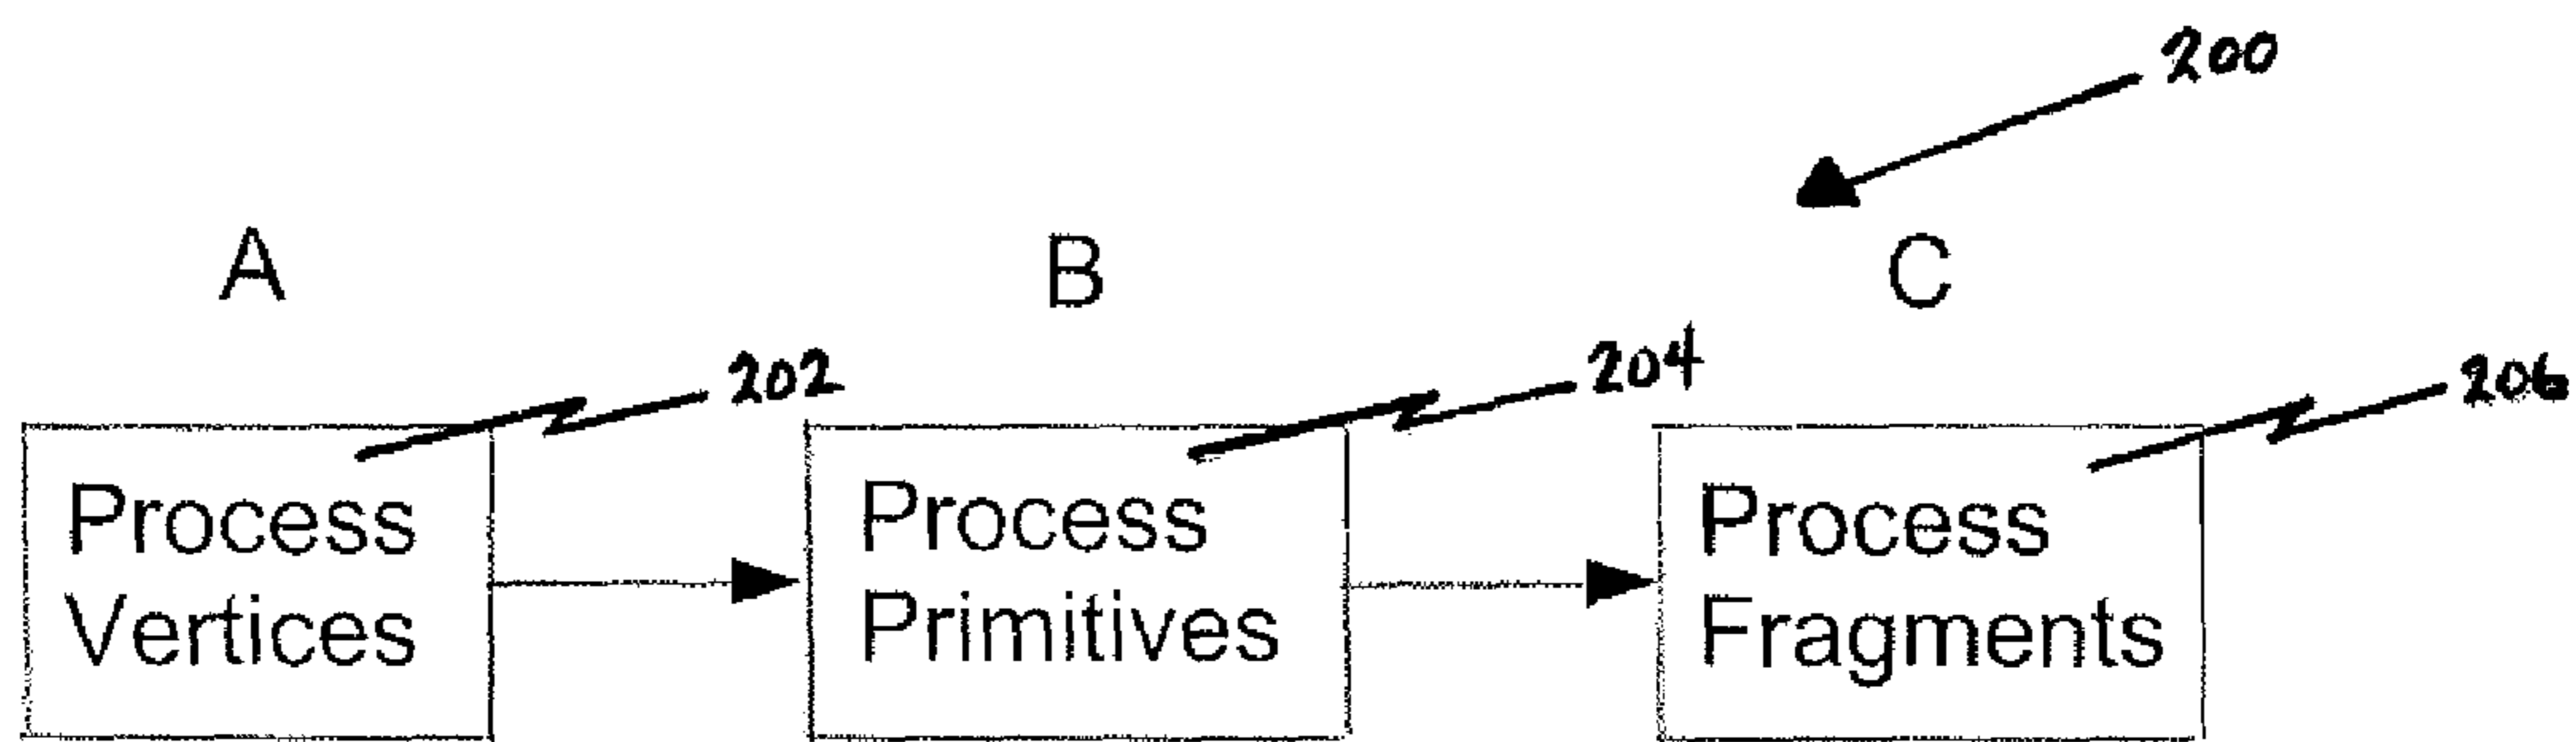 200
A B C
202 204 206
Process Process Process
Vertices Primitives Fragments